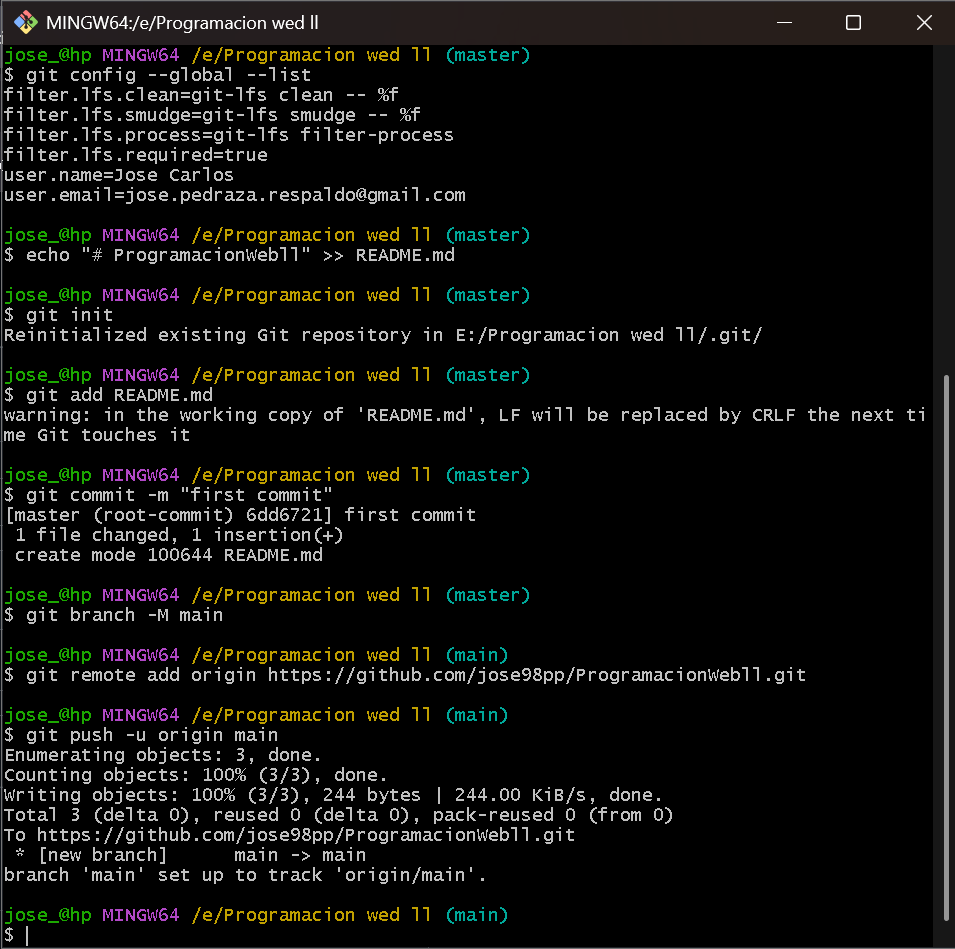 MINGW64:/e/Programacion wed ll
jose_@hp MINGW64 /e/Programacion wed ll (master)
$ git config --global --list
filter.lfs.clean=git-lfs clean -- %f
filter.lfs.smudge=git-lfs smudge -- %f
filter.lfs.process=git-lfs filter-process
filter.lfs.required=true
user.name=Jose Carlos
user.email=jose.pedraza.respaldo@gmail.com
jose_@hp MINGW64 /e/Programacion wed ll (master)
$ echo "# ProgramacionWebll" >> README.md
jose_@hp MINGW64 /e/Programacion wed ll (master)
$ git init
Reinitialized existing Git repository in E:/Programacion wed ll/.git/
jose_@hp MINGW64 /e/Programacion wed ll (master)
$ git add README.md
warning: in the working copy of 'README.md', LF will be replaced by CRLF the next ti
me Git touches it
jose_@hp MINGW64 /e/Programacion wed ll (master)
$ git commit -m "first commit"
[master (root-commit) 6dd6721] first commit
 1 file changed, 1 insertion(+)
 create mode 100644 README.md
jose_@hp MINGW64 /e/Programacion wed ll (master)
$ git branch -M main
jose_@hp MINGW64 /e/Programacion wed ll (main)
$ git remote add origin https://github.com/jose98pp/ProgramacionWebll.git
jose_@hp MINGW64 /e/Programacion wed ll (main)
$ git push -u origin main
Enumerating objects: 3, done.
Counting objects: 100% (3/3), done.
Writing objects: 100% (3/3), 244 bytes | 244.00 KiB/s, done.
Total 3 (delta 0), reused 0 (delta 0), pack-reused 0 (from 0)
To https://github.com/jose98pp/ProgramacionWebll.git
 * [new branch]      main -> main
branch 'main' set up to track 'origin/main'.
jose_@hp MINGW64 /e/Programacion wed ll (main)
$